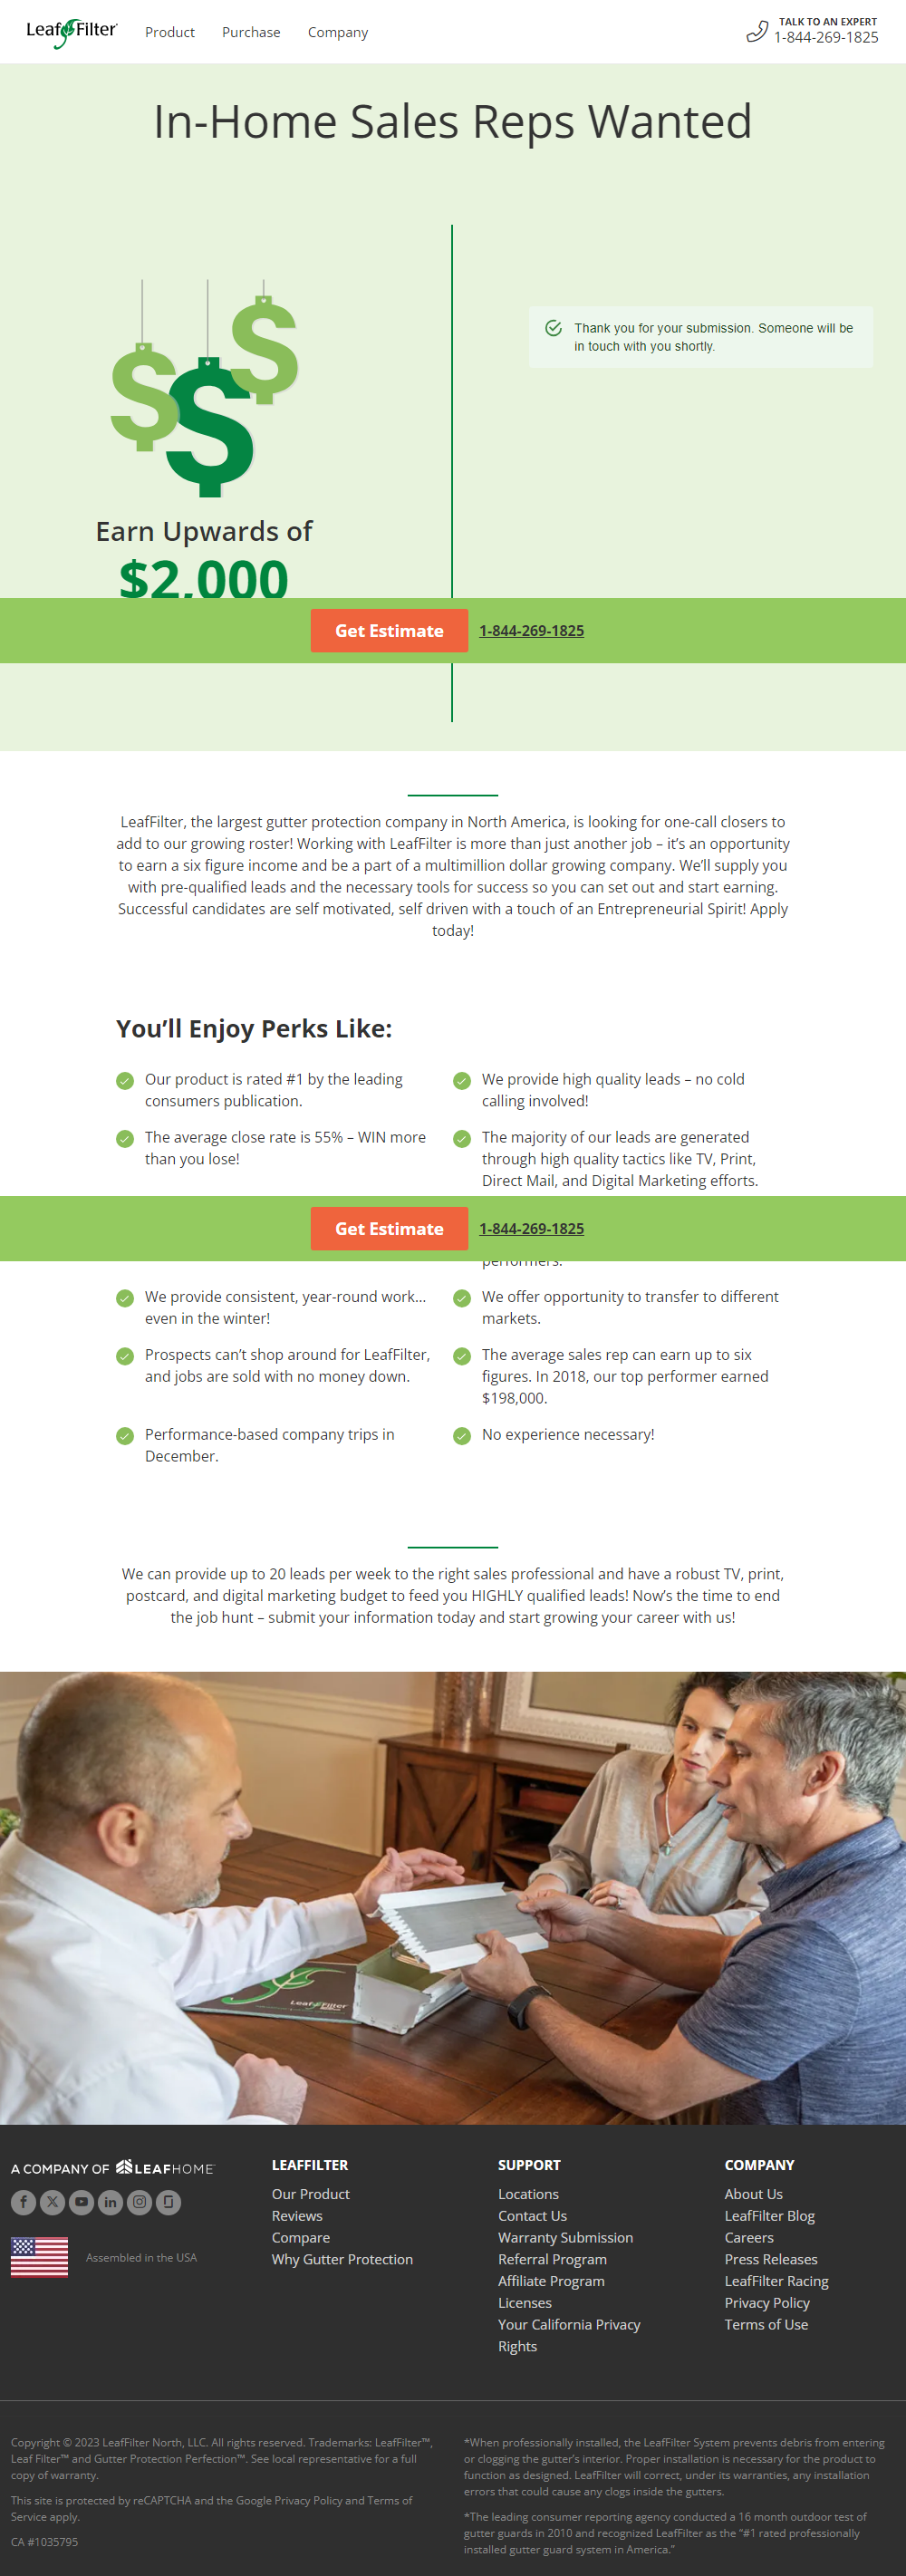 LeafFilter
Product
Purchase
Company
TALK TO AN EXPERT
1-844-269-1825
In-Home Sales Reps Wanted
Thank you for your submission. Someone will be
in touch with you shortly.
Earn Upwards of
$2,000
Get Estimate
1-844-269-1825
LeafFilter, the largest gutter protection company in North America, is looking for one-call closers to
add to our growing roster! Working with LeafFilter is more than just another job – it’s an opportunity
to earn a six figure income and be a part of a multimillion dollar growing company. We’ll supply you
with pre-qualified leads and the necessary tools for success so you can set out and start earning.
Successful candidates are self motivated, self driven with a touch of an Entrepreneurial Spirit! Apply
today!
You’ll Enjoy Perks Like:
Our product is rated #1 by the leading
consumers publication.
We provide high quality leads – no cold
calling involved!
The average close rate is 55% – WIN more
than you lose!
The majority of our leads are generated
through high quality tactics like TV, Print,
Direct Mail, and Digital Marketing efforts.
Get Estimate
1-844-269-1825
performers.
We provide consistent, year-round work…
even in the winter!
We offer opportunity to transfer to different
markets.
Prospects can’t shop around for LeafFilter,
and jobs are sold with no money down.
The average sales rep can earn up to six
figures. In 2018, our top performer earned
$198,000.
Performance-based company trips in
December.
No experience necessary!
We can provide up to 20 leads per week to the right sales professional and have a robust TV, print,
postcard, and digital marketing budget to feed you HIGHLY qualified leads! Now’s the time to end
the job hunt – submit your information today and start growing your career with us!
LeafFilter
A COMPANY OF LEAFHOME
Assembled in the USA
LEAFFILTER
Our Product
Reviews
Compare
Why Gutter Protection
SUPPORT
Locations
Contact Us
Warranty Submission
Referral Program
Affiliate Program
Licenses
Your California Privacy
Rights
COMPANY
About Us
LeafFilter Blog
Careers
Press Releases
LeafFilter Racing
Privacy Policy
Terms of Use
Copyright © 2023 LeafFilter North, LLC. All rights reserved. Trademarks: LeafFilter™,
Leaf Filter™ and Gutter Protection Perfection™. See local representative for a full
copy of warranty.
This site is protected by reCAPTCHA and the Google Privacy Policy and Terms of
Service apply.
CA #1035795
*When professionally installed, the LeafFilter System prevents debris from entering
or clogging the gutter’s interior. Proper installation is necessary for the product to
function as designed. LeafFilter will correct, under its warranties, any installation
errors that could cause any clogs inside the gutters.
*The leading consumer reporting agency conducted a 16 month outdoor test of
gutter guards in 2010 and recognized LeafFilter as the “#1 rated professionally
installed gutter guard system in America.”